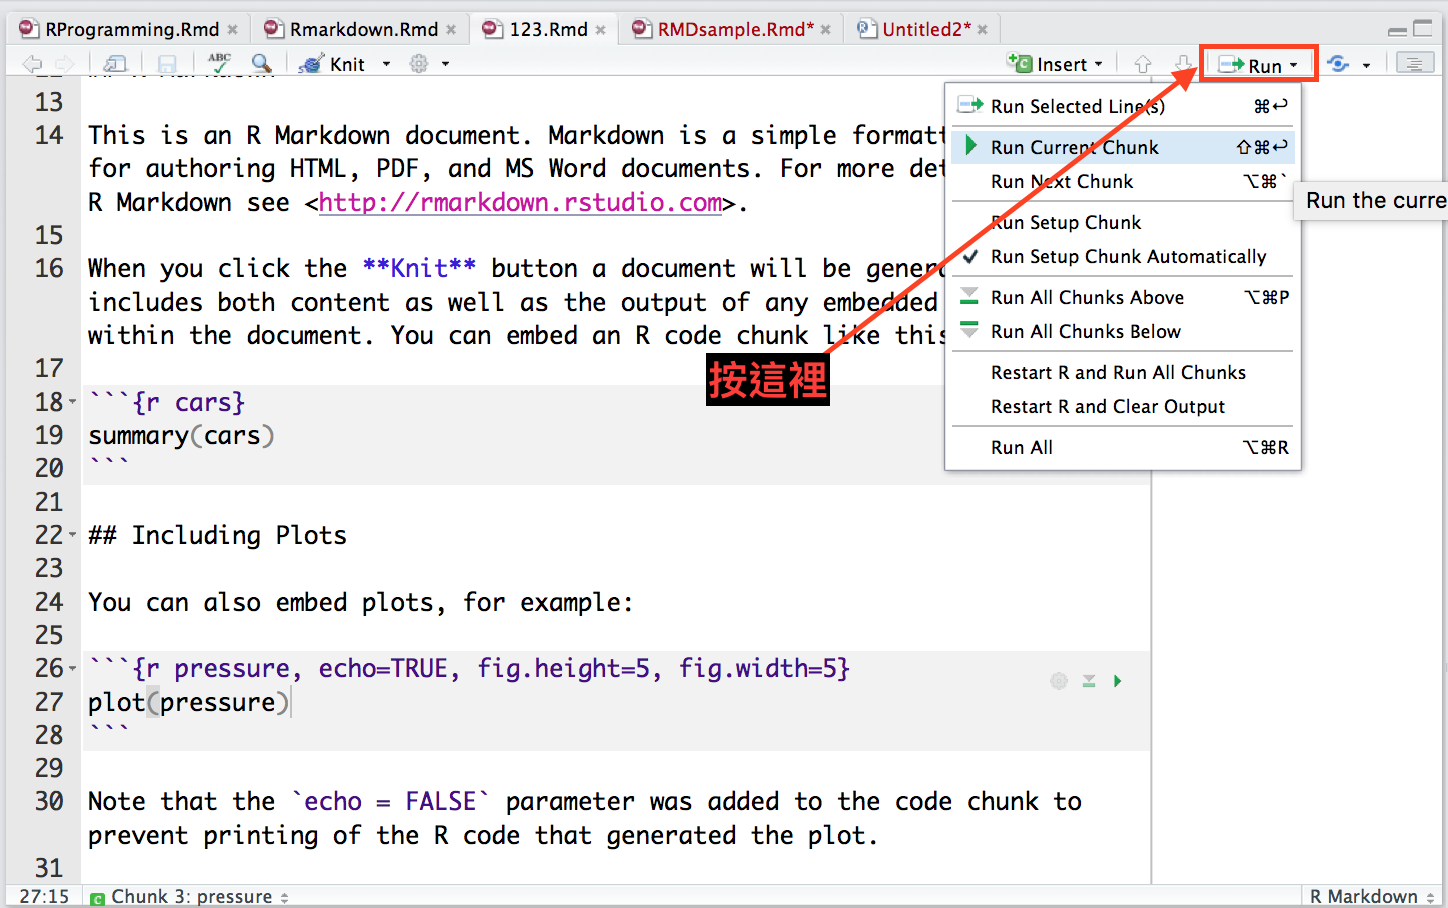 RProgramming.Rmd Rmarkdown.Rmd 123.Rmd RMDsample.Rmd* Untitled2*
ABC Knit Insert Run
13
14 This is an R Markdown document. Markdown is a simple formatt
for authoring HTML, PDF, and MS Word documents. For more det
R Markdown see <http://rmarkdown.rstudio.com>.
15
16 When you click the **Knit** button a document will be genera
includes both content as well as the output of any embedded
within the document. You can embed an R code chunk like this
17
18 ```{r cars}
19 summary(cars)
20 ```
21
22 ## Including Plots
23
24 You can also embed plots, for example:
25
26 ```{r pressure, echo=TRUE, fig.height=5, fig.width=5}
27 plot(pressure)
28 ```
29
30 Note that the `echo = FALSE` parameter was added to the code chunk to
prevent printing of the R code that generated the plot.
31
Run Selected Line(s) ⌘↩
Run Current Chunk ⇧⌘↩
Run Next Chunk ⌥⌘`
Run Setup Chunk
Run Setup Chunk Automatically
Run All Chunks Above ⌥⌘P
Run All Chunks Below
Restart R and Run All Chunks
Restart R and Clear Output
Run All ⌥⌘R
Run the curre
按這裡
27:15 C Chunk 3: pressure R Markdown